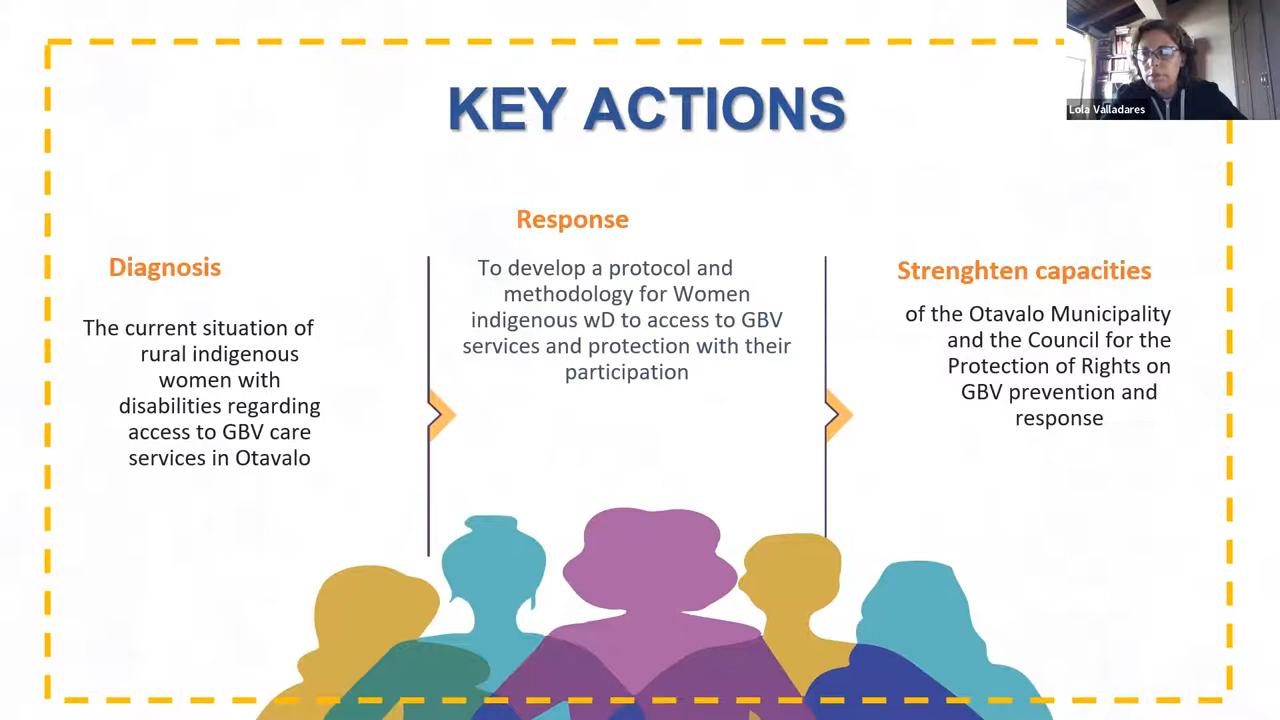 KEY ACTIONS
Lola Valladares
Diagnosis
The current situation of
rural indigenous
women with
disabilities regarding
access to GBV care
services in Otavalo
Response
To develop a protocol and
methodology for Women
indigenous wD to access to GBV
services and protection with their
participation
Strenghten capacities
of the Otavalo Municipality
and the Council for the
Protection of Rights on
GBV prevention and
response